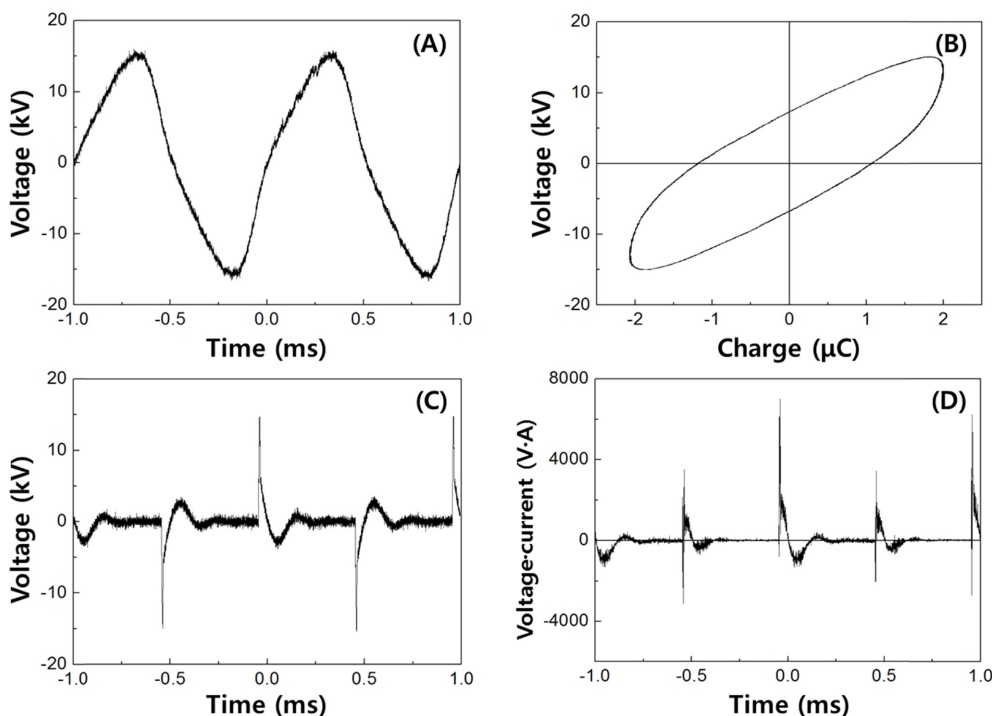 (A)
Voltage (kV)
20
10
0
-10
-20
-1.0 -0.5 0.0 0.5 1.0
Time (ms)
(B)
Voltage (kV)
20
10
0
-10
-20
-2 -1 0 1 2
Charge (μC)
(C)
Voltage (kV)
20
10
0
-10
-20
-1.0 -0.5 0.0 0.5 1.0
Time (ms)
(D)
Voltage·current (V·A)
8000
4000
0
-4000
-1.0 -0.5 0.0 0.5 1.0
Time (ms)